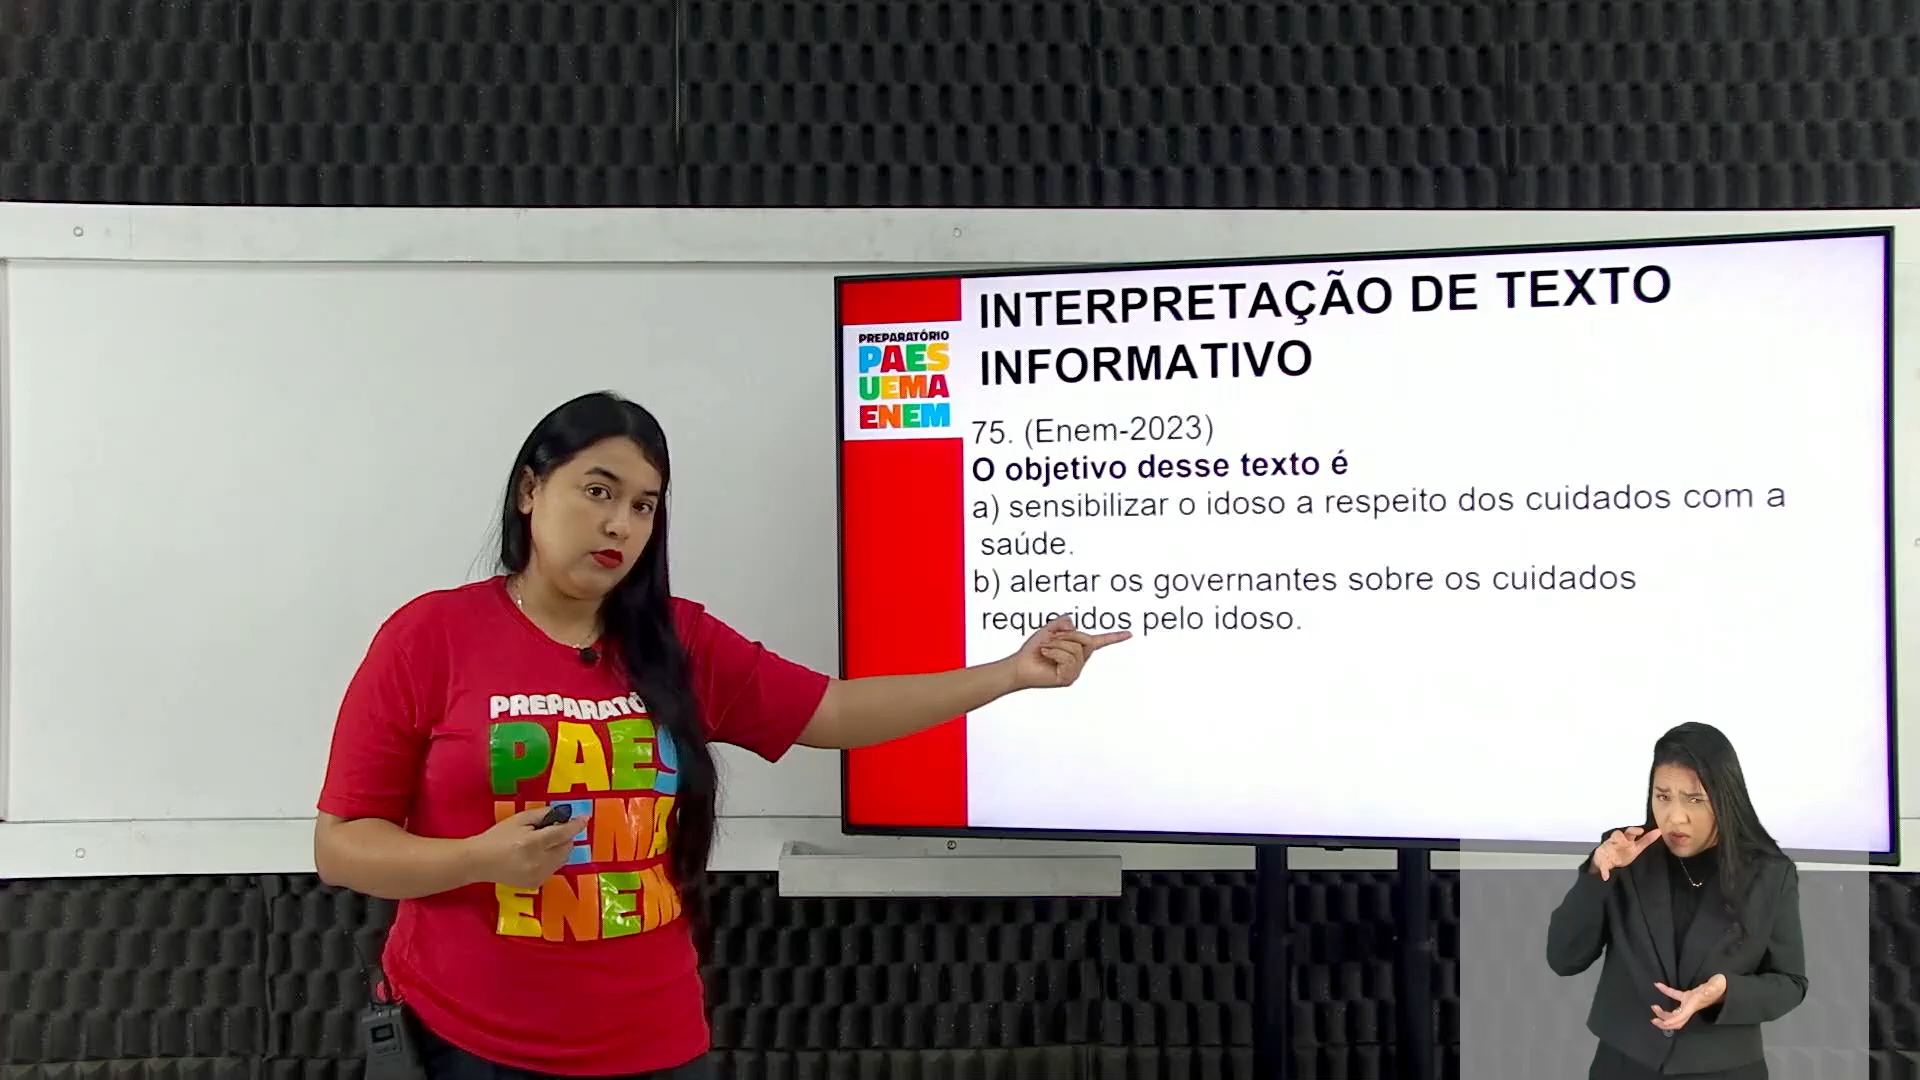 INTERPRETAÇÃO DE TEXTO
INFORMATIVO
PREPARATÓRIO
PAES
UEMA
ENEM
75. (Enem-2023)
O objetivo desse texto é
a) sensibilizar o idoso a respeito dos cuidados com a
saúde.
b) alertar os governantes sobre os cuidados
requeridos pelo idoso.
PREPARATÓ
PAES
UEMA
ENEM